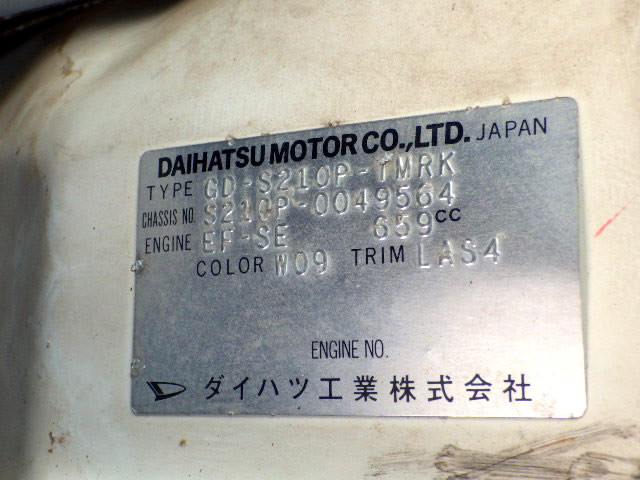 DAIHATSU MOTOR CO.,LTD. JAPAN
TYPE GD-S210P-TMRK
CHASSIS NO S210P-0049564
ENGINE EF-SE 659CC
COLOR W09 TRIM LAS4
ENGINE NO.
ダイハツ工業株式会社